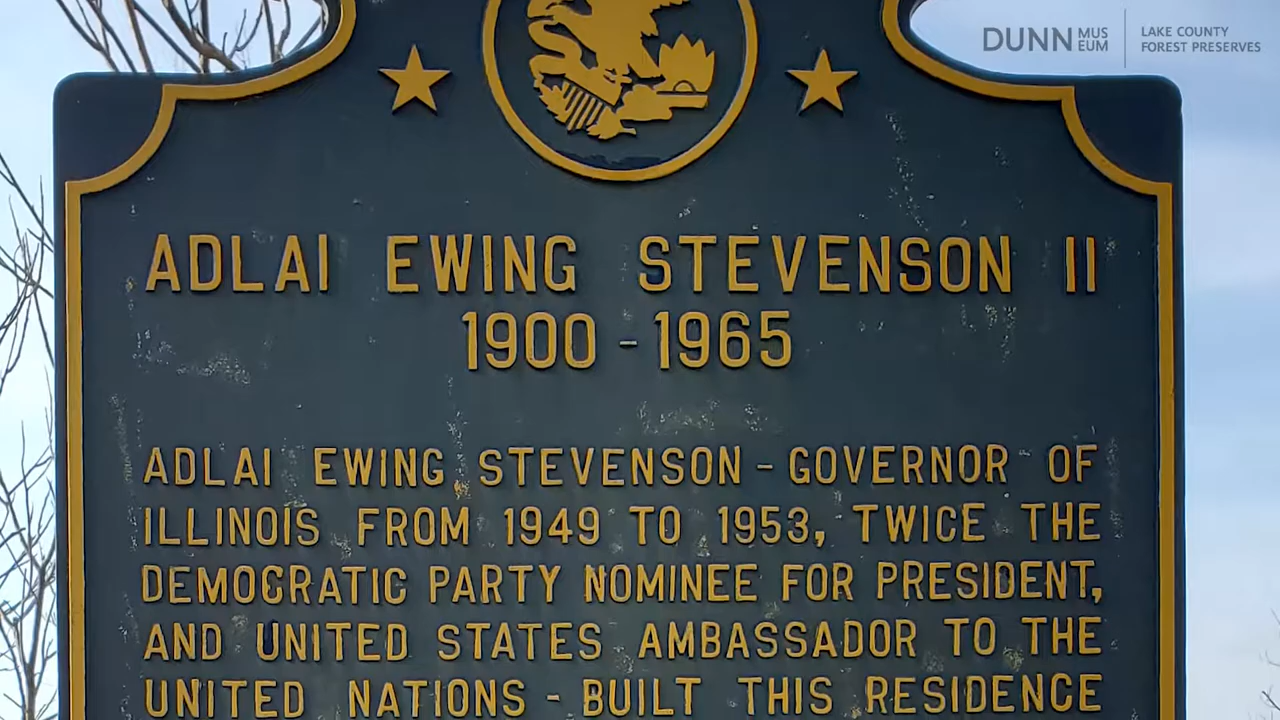 DUNN MUSEUM
LAKE COUNTY
FOREST PRESERVES
ADLAI EWING STEVENSON II
1900 - 1965
ADLAI EWING STEVENSON - GOVERNOR OF
ILLINOIS FROM 1949 TO 1953, TWICE THE
DEMOCRATIC PARTY NOMINEE FOR PRESIDENT,
AND UNITED STATES AMBASSADOR TO THE
UNITED NATIONS - BUILT THIS RESIDENCE